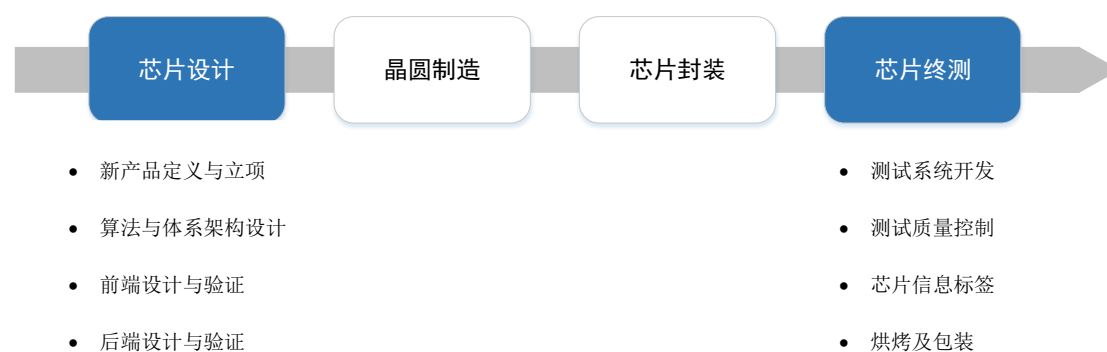 芯片设计
晶圆制造
芯片封装
芯片终测
新产品定义与立项
算法与体系架构设计
前端设计与验证
后端设计与验证
测试系统开发
测试质量控制
芯片信息标签
烘烤及包装